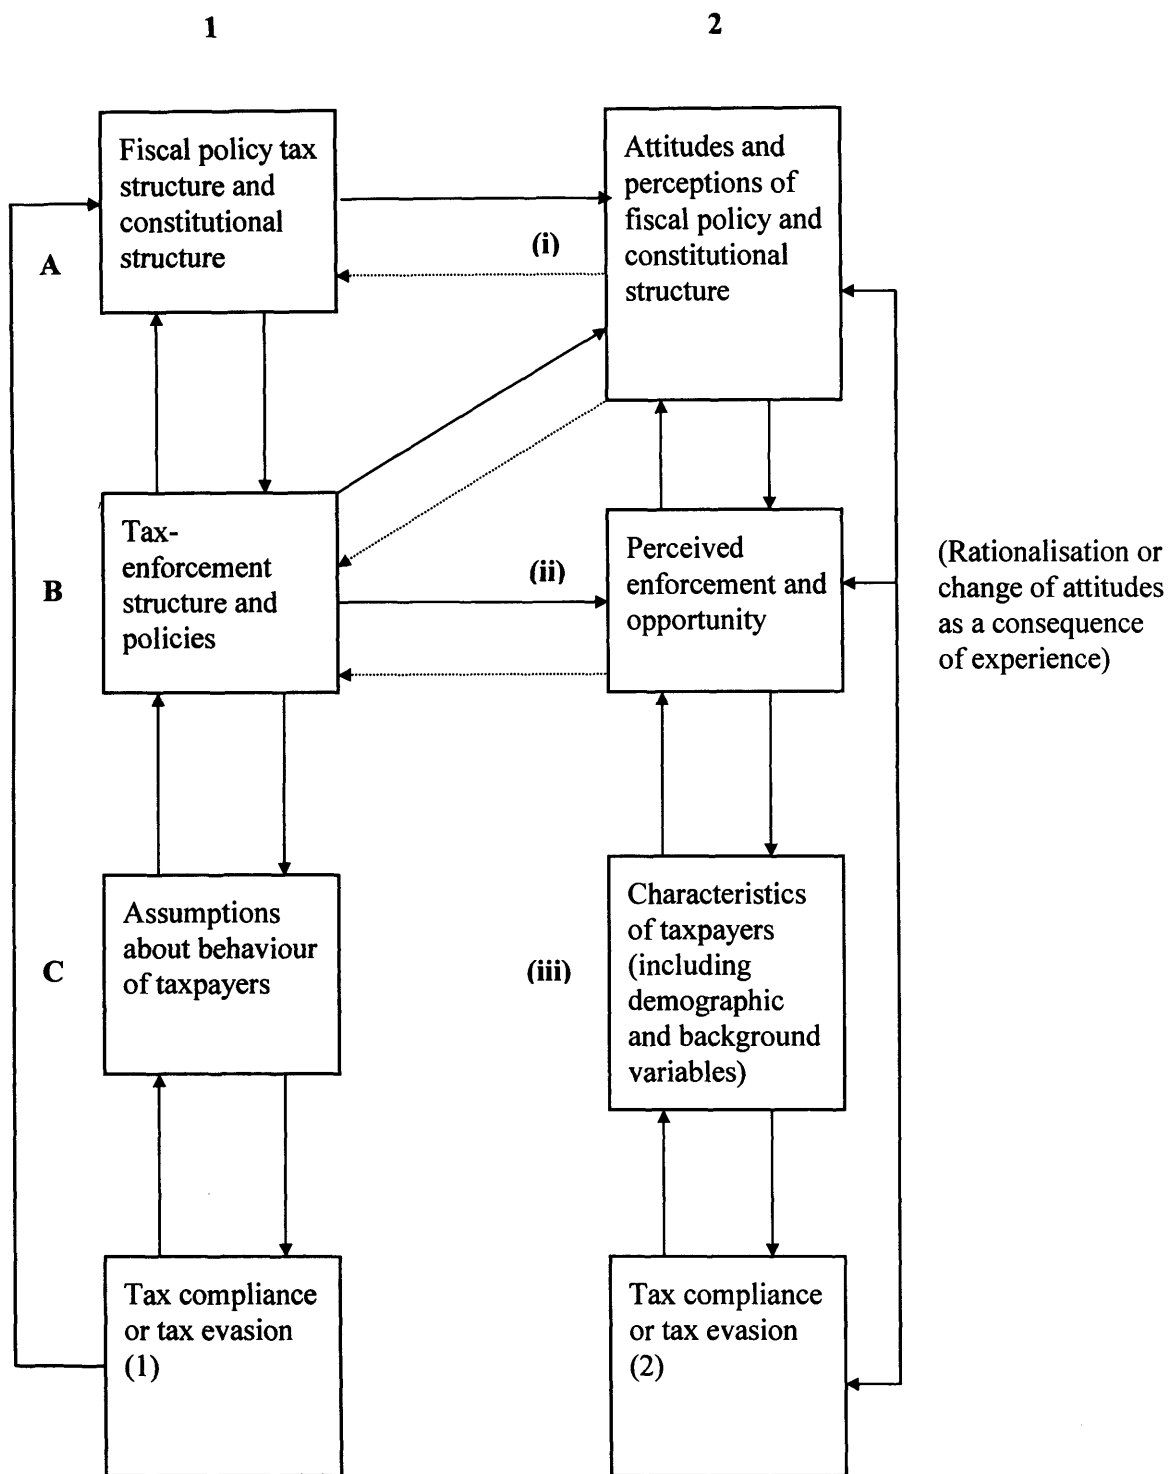 1
2
Fiscal policy tax
structure and
constitutional
structure
Attitudes and
perceptions of
fiscal policy and
constitutional
structure
A
(i)
Tax-
enforcement
structure and
policies
Perceived
enforcement and
opportunity
B
(ii)
(Rationalisation or
change of attitudes
as a consequence
of experience)
Assumptions
about behaviour
of taxpayers
C
(iii)
Characteristics
of taxpayers
(including
demographic
and background
variables)
Tax compliance
or tax evasion
(1)
Tax compliance
or tax evasion
(2)